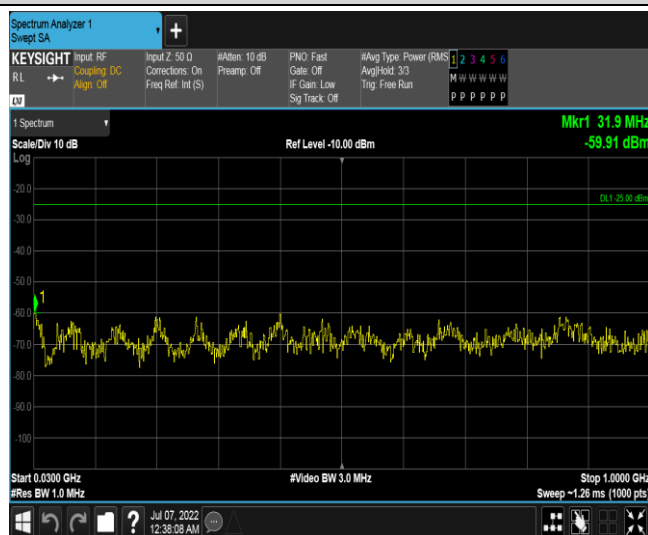 Spectrum Analyzer 1
Swept SA
+
KEYSIGHT
RL
LXI
Input: RF
Coupling: DC
Align: Off
Input Z: 50 Ω
Corrections: On
Freq Ref: Int (S)
#Atten: 10 dB
Preamp: Off
PNO: Fast
Gate: Off
IF Gain: Low
Sig Track: Off
#Avg Type: Power (RMS
Avg|Hold: 3/3
Trig: Free Run
1 2 3 4 5 6
M W W W W W
P P P P P P
1 Spectrum
Mkr1 31.9 MHz
Scale/Div 10 dB
Ref Level -10.00 dBm
-59.91 dBm
Log
-20.0
DL1 -25.00 dBm
-30.0
-40.0
-50.0
1
-60.0
-70.0
-80.0
-90.0
-100
Start 0.0300 GHz
#Video BW 3.0 MHz
Stop 1.0000 GHz
#Res BW 1.0 MHz
Sweep ~1.26 ms (1000 pts)
?
Jul 07, 2022
12:38:08 AM